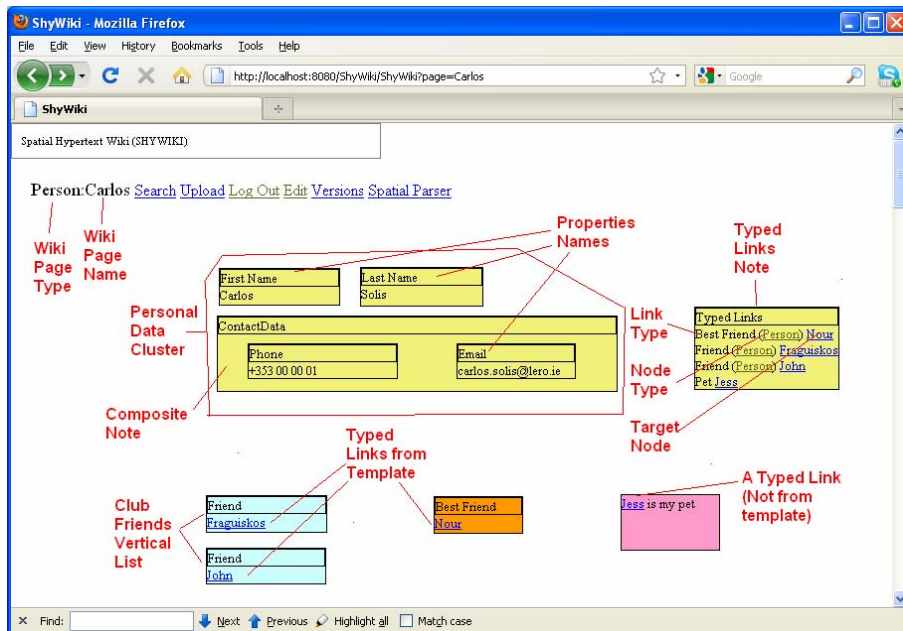 ShyWiki - Mozilla Firefox
File Edit View History Bookmarks Tools Help
http://localhost:8080/ShyWiki/ShyWiki?page=Carlos
Google
ShyWiki
Spatial Hypertext Wiki (SHYWIKI)
Person:Carlos Search Upload Log Out Edit Versions Spatial Parser
Wiki
Page
Type
Wiki
Page
Name
Properties
Names
Typed
Links
Note
Personal
Data
Cluster
First Name
Carlos
Last Name
Solis
ContactData
Phone
+353 00 00 01
Email
carlos.solis@lero.ie
Link
Type
Node
Type
Target
Node
Typed Links
Best Friend (Person) Nour
Friend (Person) Fraguiskos
Friend (Person) John
Pet Jess
Composite
Note
Typed
Links from
Template
A Typed Link
(Not from
template)
Club
Friends
Vertical
List
Friend
Fraguiskos
Friend
John
Best Friend
Nour
Jess is my pet
Find: Next Previous Highlight all Match case